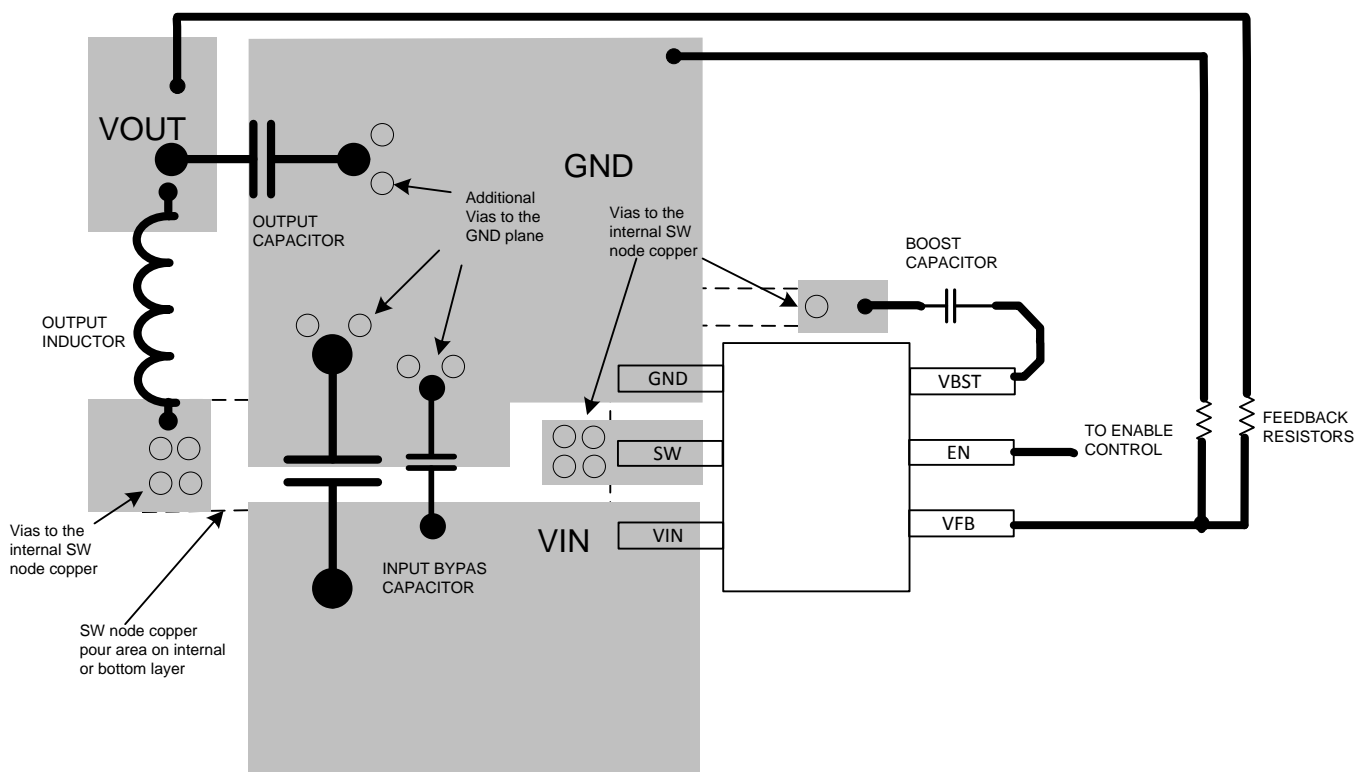 VOUT
GND
OUTPUT
CAPACITOR
Additional
Vias to the
GND plane
Vias to the
internal SW
node copper
BOOST
CAPACITOR
OUTPUT
INDUCTOR
GND
VBST
SW
EN
TO ENABLE
CONTROL
FEEDBACK
RESISTORS
VIN
VIN
VFB
Vias to the
internal SW
node copper
INPUT BYPAS
CAPACITOR
SW node copper
pour area on internal
or bottom layer